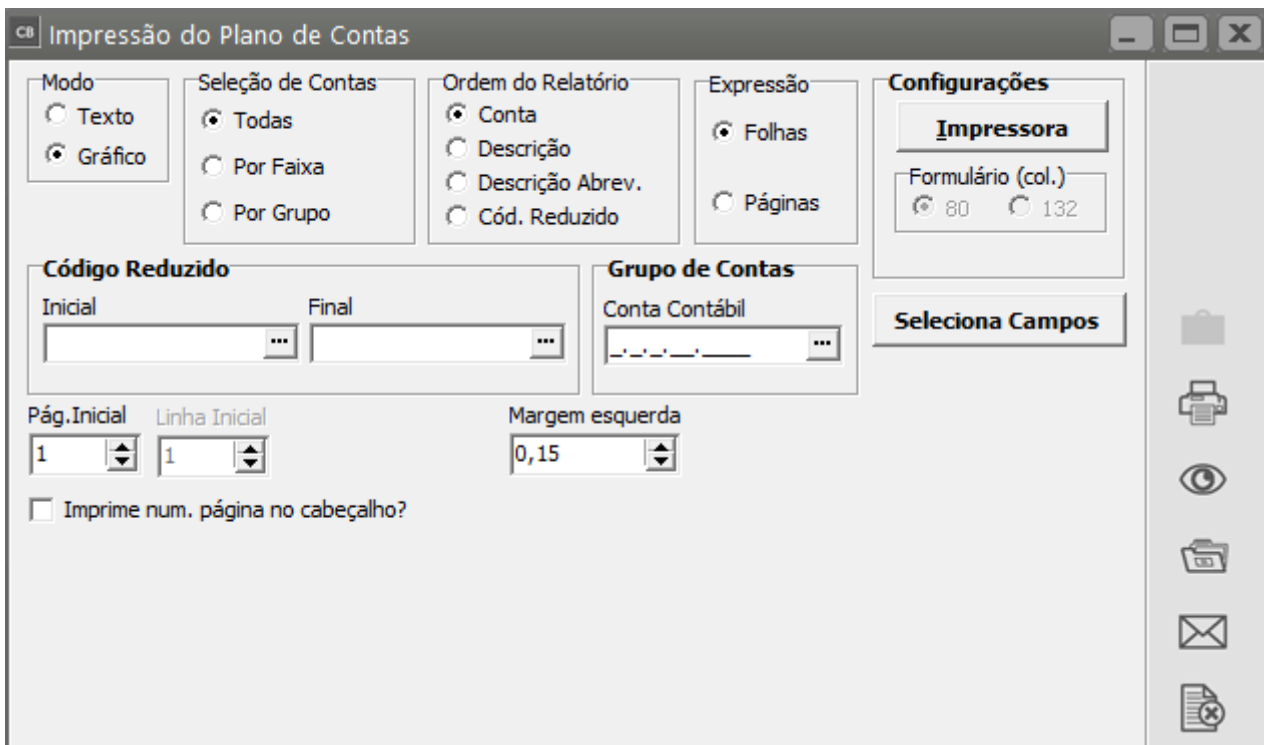 CB Impressão do Plano de Contas
Modo
Texto
Gráfico
Seleção de Contas
Todas
Por Faixa
Por Grupo
Ordem do Relatório
Conta
Descrição
Descrição Abrev.
Cód. Reduzido
Expressão
Folhas
Páginas
Configurações
Impressora
Formulário (col.)
80 132
Código Reduzido
Inicial Final
... ...
Grupo de Contas
Conta Contábil
_._._.__.____ ...
Seleciona Campos
Pág.Inicial Linha Inicial Margem esquerda
1 1 0,15
Imprime num. página no cabeçalho?